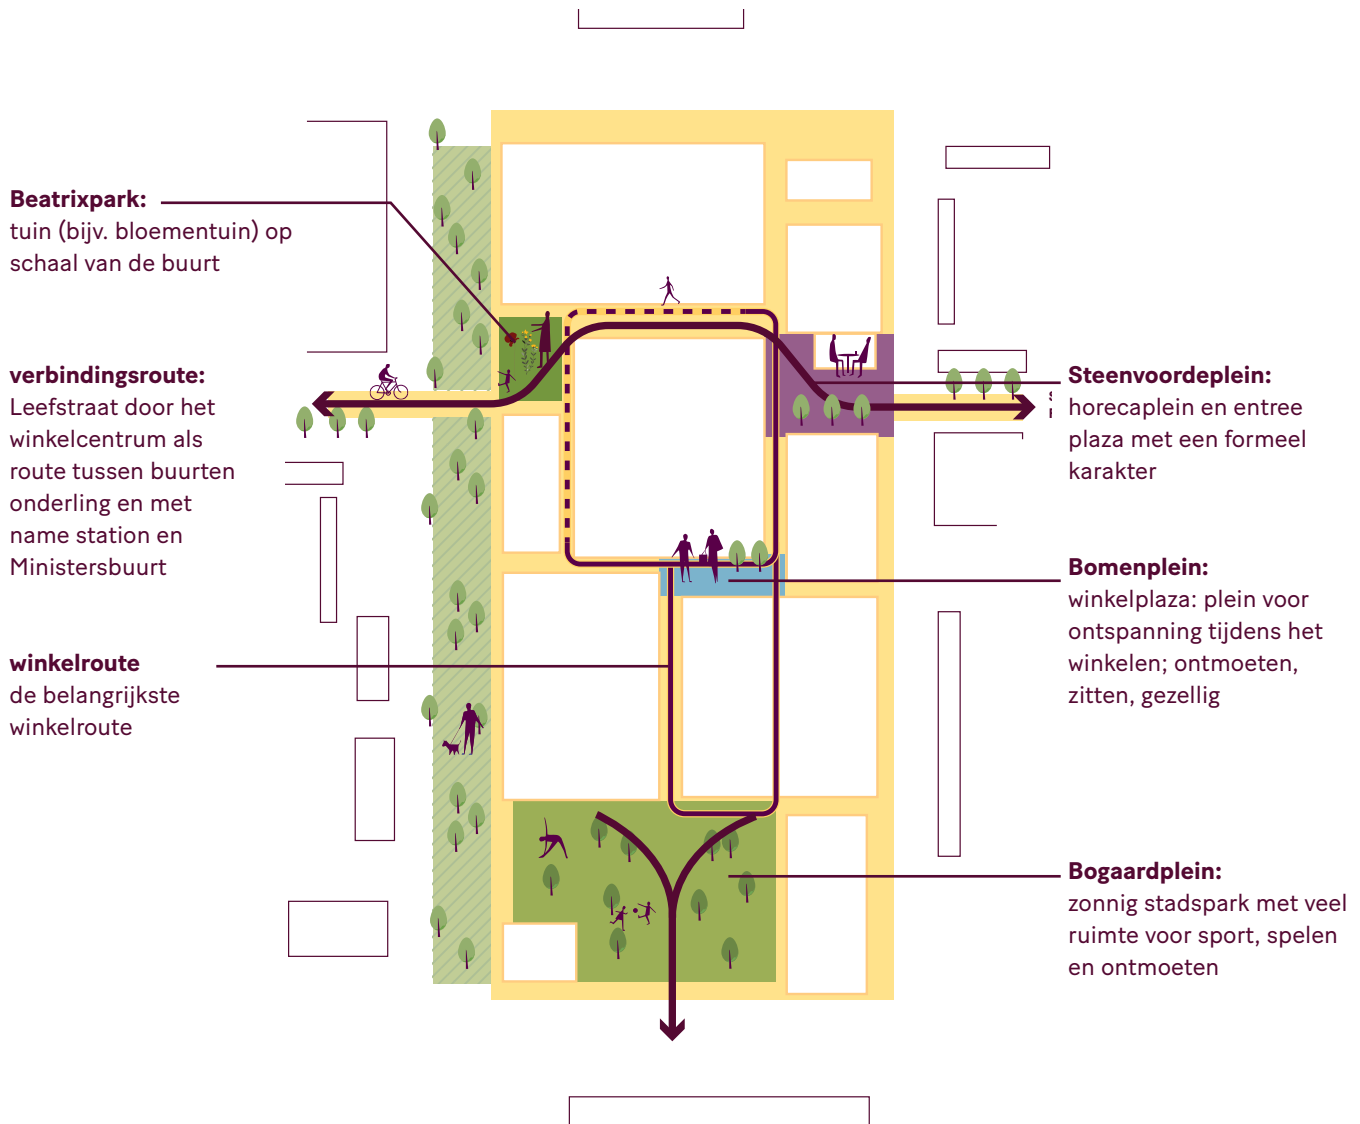 Beatrixpark:
tuin (bijv. bloementuin) op
schaal van de buurt
verbindingsroute:
Leefstraat door het
winkelcentrum als
route tussen buurten
onderling en met
name station en
Ministersbuurt
winkelroute
de belangrijkste
winkelroute
Steenvoordeplein:
horecaplein en entree
plaza met een formeel
karakter
Bomenplein:
winkelplaza: plein voor
ontspanning tijdens het
winkelen; ontmoeten,
zitten, gezellig
Bogaardplein:
zonnig stadspark met veel
ruimte voor sport, spelen
en ontmoeten